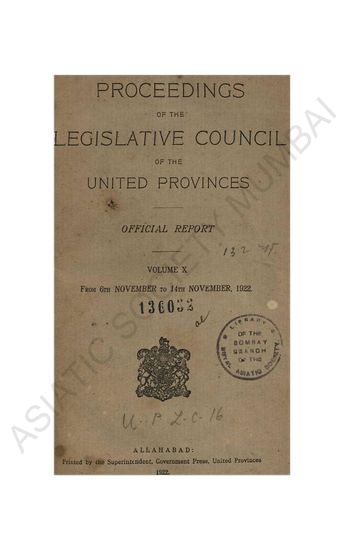 PROCEEDINGS
OF THE
LEGISLATIVE COUNCIL
OF THE
UNITED PROVINCES
OFFICIAL REPORT
VOLUME X
FROM 6TH NOVEMBER TO 14TH NOVEMBER, 1922.
LIBRARY
OF THE
BOMBAY
BRANCH
OF THE
ROYAL ASIATIC SOCIETY
U.P.L.C-16
ALLAHABAD:
Printed by the Superintendent, Government Press, United Provinces
1922.
ASIATIC SOCIETY MUMBAI